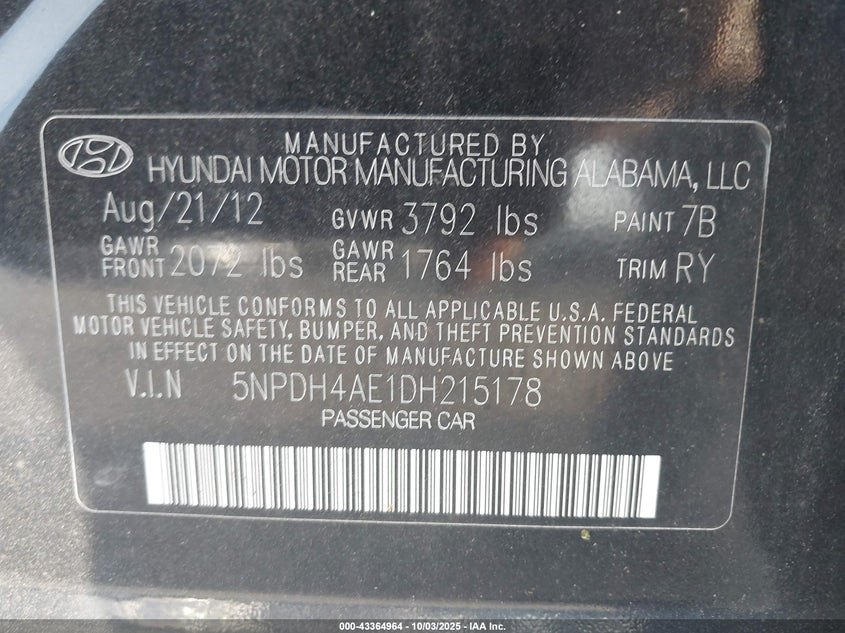 MANUFACTURED BY
HYUNDAI MOTOR MANUFACTURING ALABAMA, LLC
Aug/21/12 GVWR 3792 lbs PAINT 7B
GAWR FRONT 2072 lbs GAWR REAR 1764 lbs TRIM RY
THIS VEHICLE CONFORMS TO ALL APPLICABLE U.S.A. FEDERAL
MOTOR VEHICLE SAFETY, BUMPER, AND THEFT PREVENTION STANDARDS
IN EFFECT ON THE DATE OF MANUFACTURE SHOWN ABOVE
V.I.N 5NPDH4AE1DH215178
PASSENGER CAR
000-43364964 - 10/03/2025 - IAA Inc.